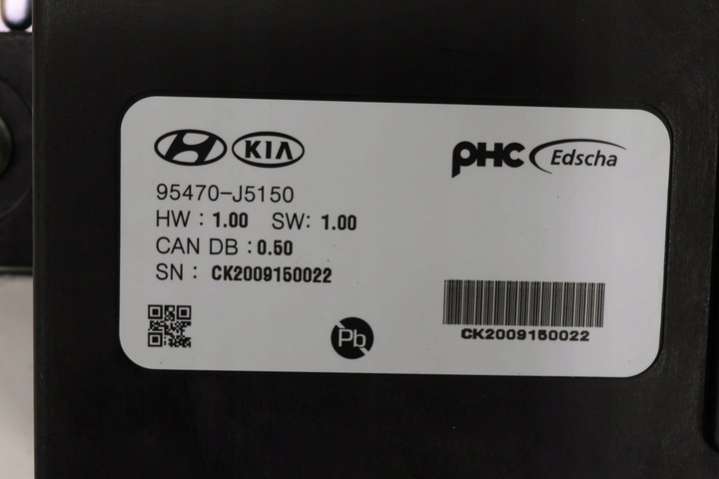 KIA
PHC Edscha
95470-J5150
HW : 1.00 SW: 1.00
CAN DB : 0.50
SN : CK2009150022
Pb
CK2009150022